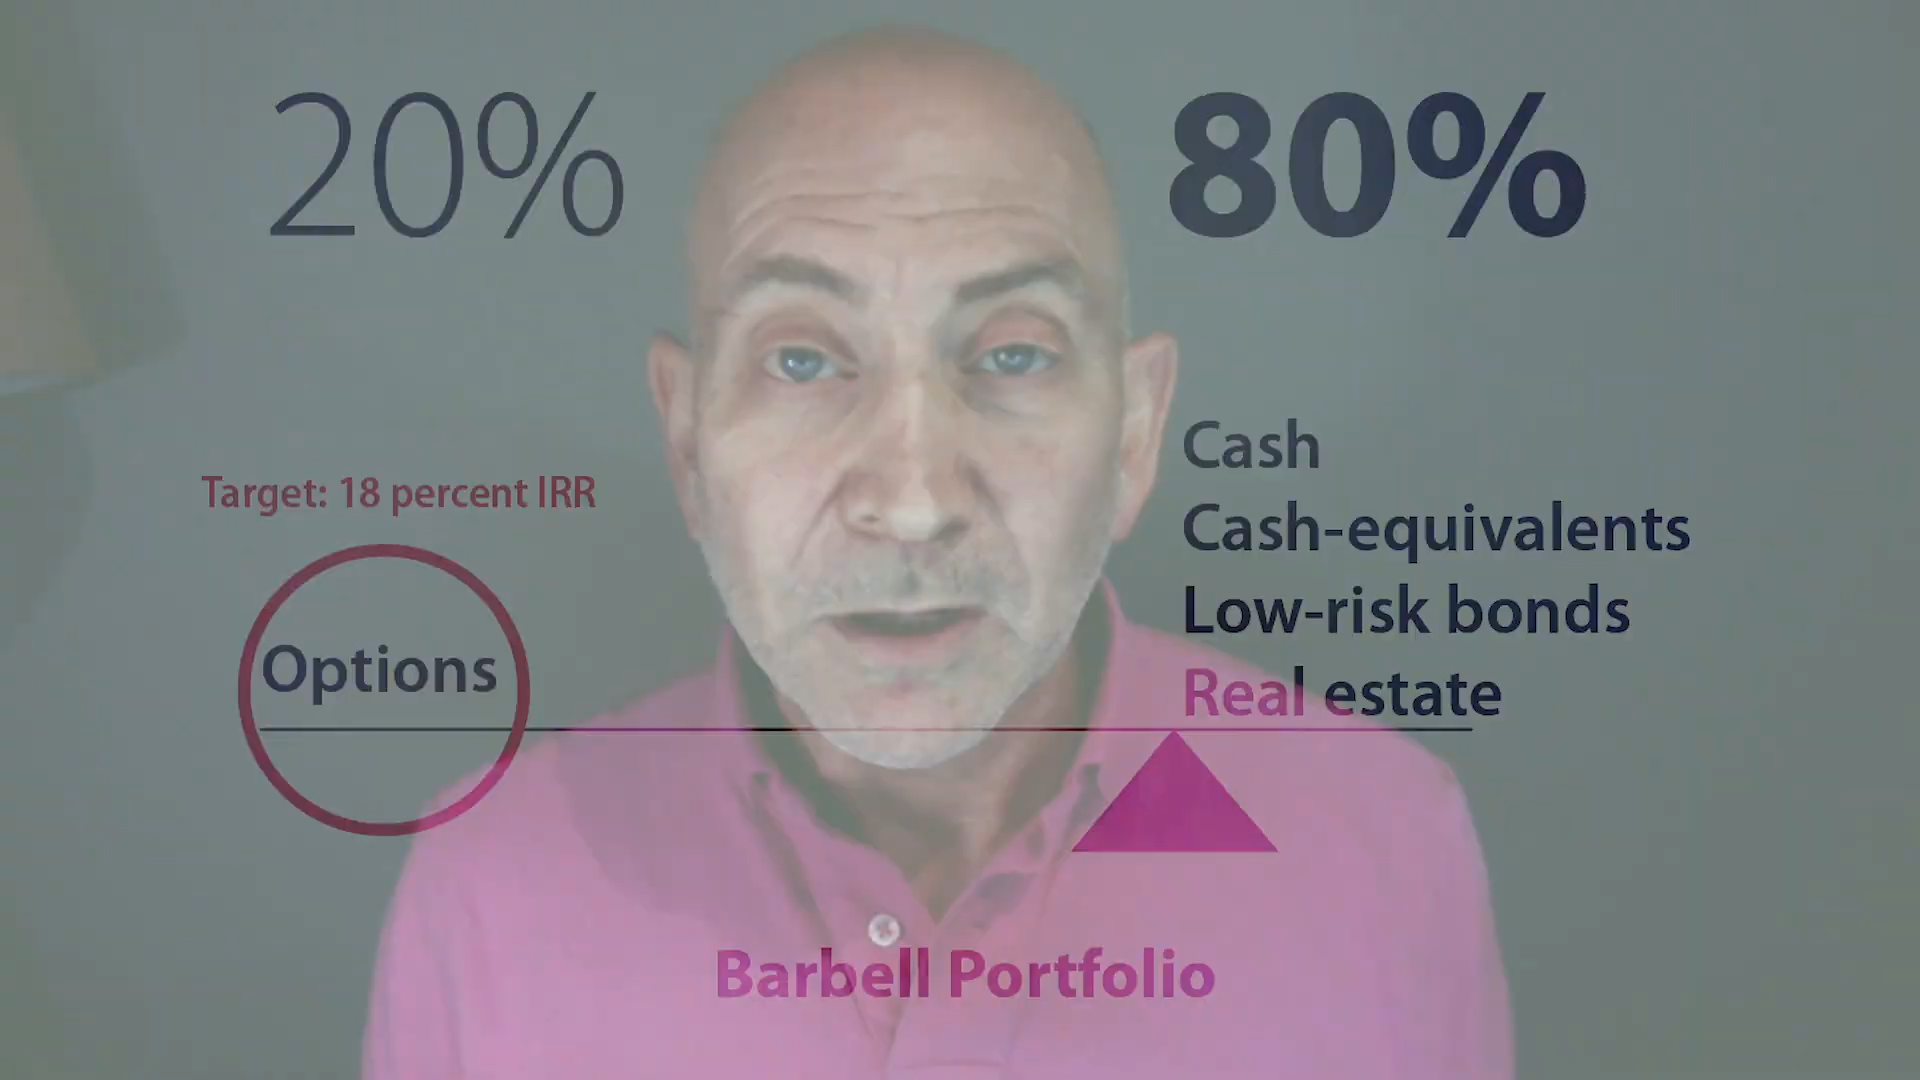 20%
80%
Target: 18 percent IRR
Options
Cash
Cash-equivalents
Low-risk bonds
Real estate
Barbell Portfolio